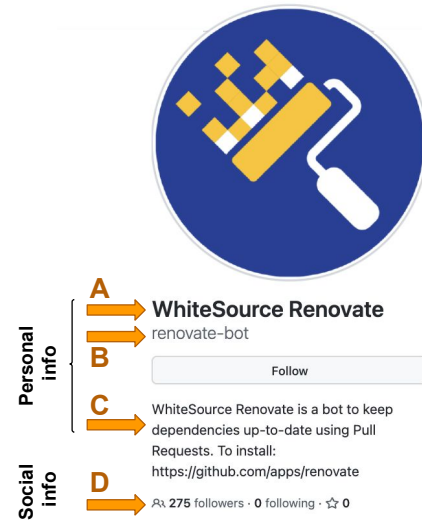 A
WhiteSource Renovate
renovate-bot
B
Personal
info
Follow
C
WhiteSource Renovate is a bot to keep
dependencies up-to-date using Pull
Requests. To install:
https://github.com/apps/renovate
Social
info
D
275 followers · 0 following · 0